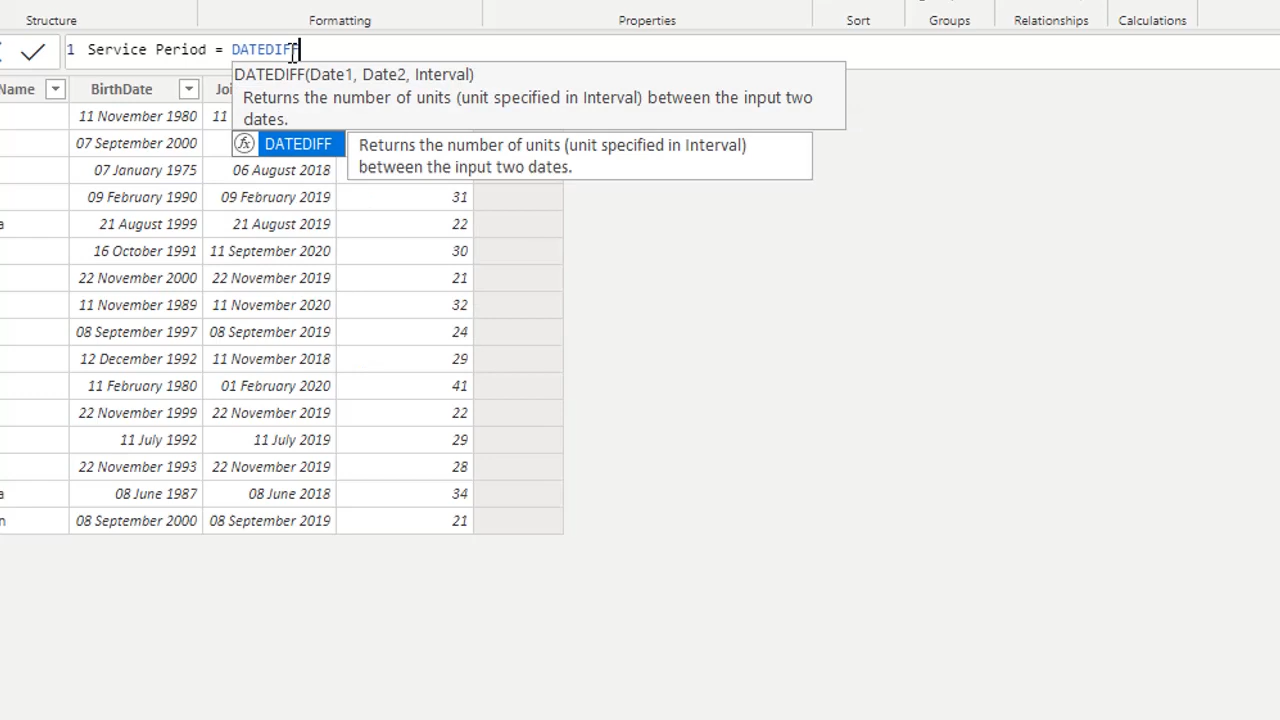 Structure Formatting Properties Sort Groups Relationships Calculations
1 Service Period = DATEDIFF
DATEDIFF(Date1, Date2, Interval)
Returns the number of units (unit specified in Interval) between the input two
dates.
DATEDIFF
Returns the number of units (unit specified in Interval)
between the input two dates.
Name BirthDate Joi
11 November 1980 11
07 September 2000
07 January 1975 06 August 2018
09 February 1990 09 February 2019 31
a 21 August 1999 21 August 2019 22
16 October 1991 11 September 2020 30
22 November 2000 22 November 2019 21
11 November 1989 11 November 2020 32
08 September 1997 08 September 2019 24
12 December 1992 11 November 2018 29
11 February 1980 01 February 2020 41
22 November 1999 22 November 2019 22
11 July 1992 11 July 2019 29
22 November 1993 22 November 2019 28
a 08 June 1987 08 June 2018 34
n 08 September 2000 08 September 2019 21